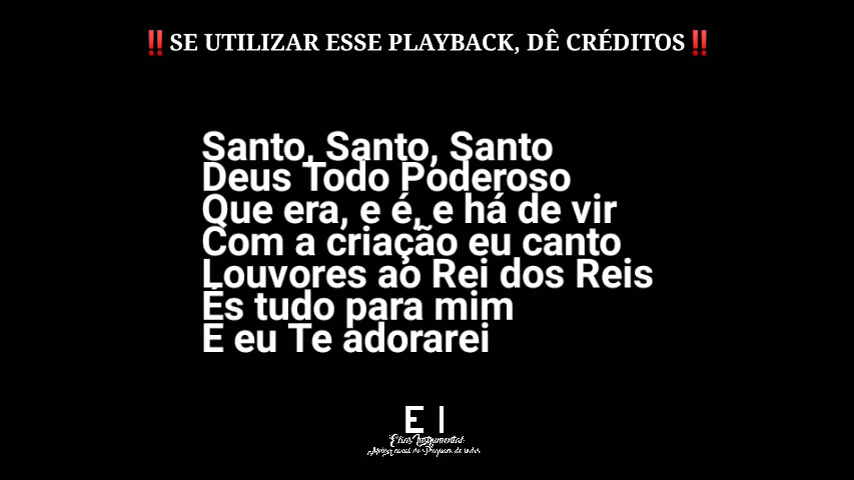 ‼SE UTILIZAR ESSE PLAYBACK, DÊ CRÉDITOS‼
Santo, Santo, Santo
Deus Todo Poderoso
Que era, e é, e há de vir
Com a criação eu canto
Louvores ao Rei dos Reis
És tudo para mim
E eu Te adorarei
E I